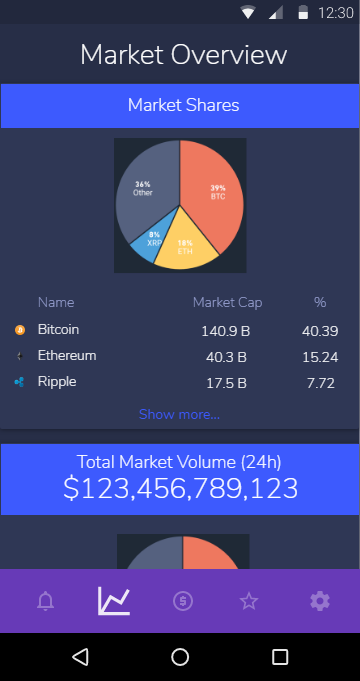 12:30
Market Overview
Market Shares
36%
Other
39%
BTC
8%
XRP
18%
ETH
Name Market Cap %
Bitcoin 140.9 B 40.39
Ethereum 40.3 B 15.24
Ripple 17.5 B 7.72
Show more...
Total Market Volume (24h)
$123,456,789,123